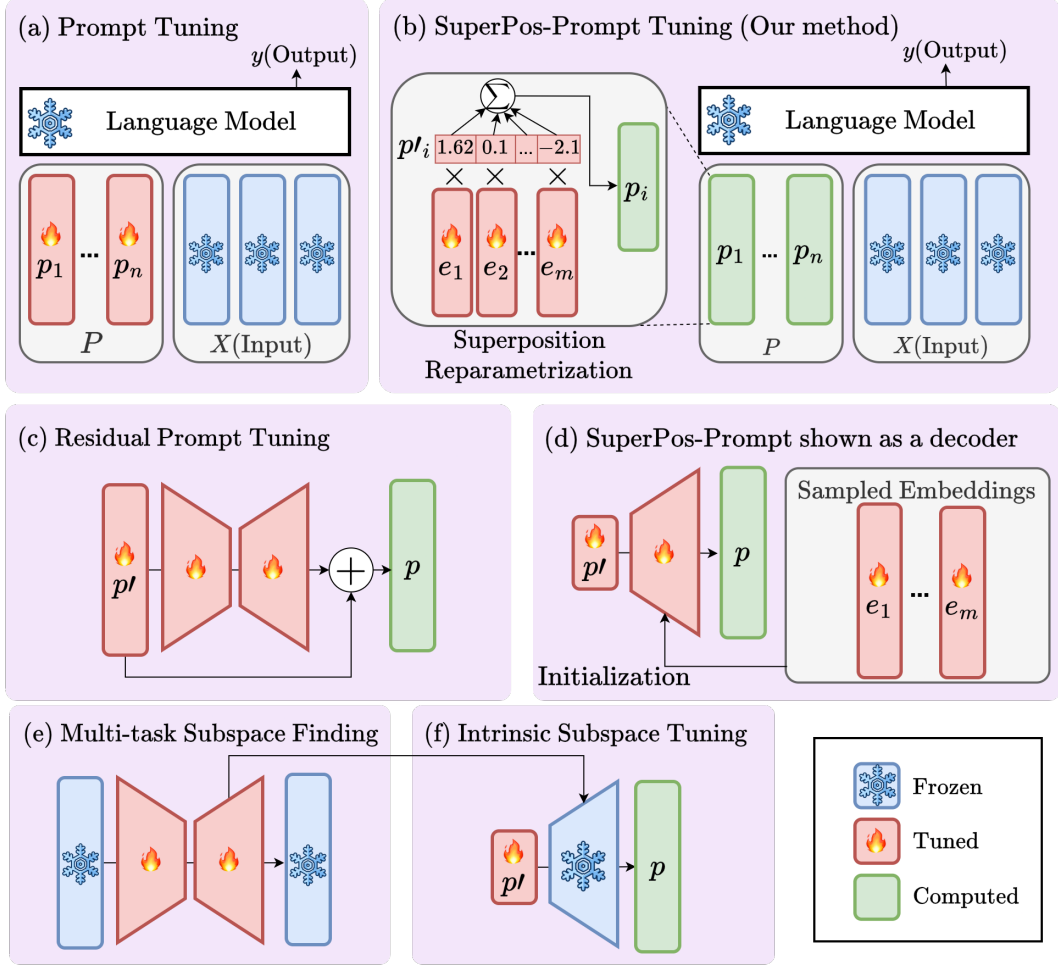 (a) Prompt Tuning
y(Output)
Language Model
p₁ ... pₙ
P
X(Input)
(b) SuperPos-Prompt Tuning (Our method)
y(Output)
Language Model
∑
p′ᵢ 1.62 0.1 ... −2.1
× × ×
e₁ e₂ ... eₘ
pᵢ
Superposition
Reparametrization
p₁ ... pₙ
P
X(Input)
(c) Residual Prompt Tuning
p′
+
p
(d) SuperPos-Prompt shown as a decoder
p′
p
Sampled Embeddings
e₁ ... eₘ
Initialization
(e) Multi-task Subspace Finding
(f) Intrinsic Subspace Tuning
p′
p
Frozen
Tuned
Computed